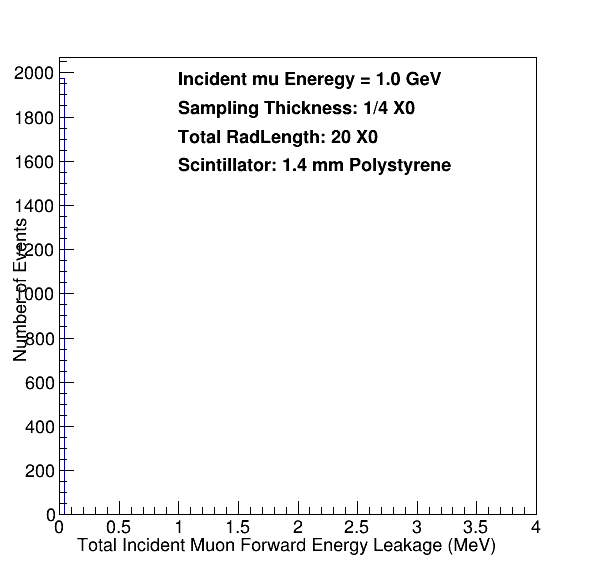 Incident mu Eneregy = 1.0 GeV
Sampling Thickness: 1/4 X0
Total RadLength: 20 X0
Scintillator: 1.4 mm Polystyrene
2000
1800
1600
1400
1200
1000
800
600
400
200
0
Number of Events
0 0.5 1 1.5 2 2.5 3 3.5 4
Total Incident Muon Forward Energy Leakage (MeV)